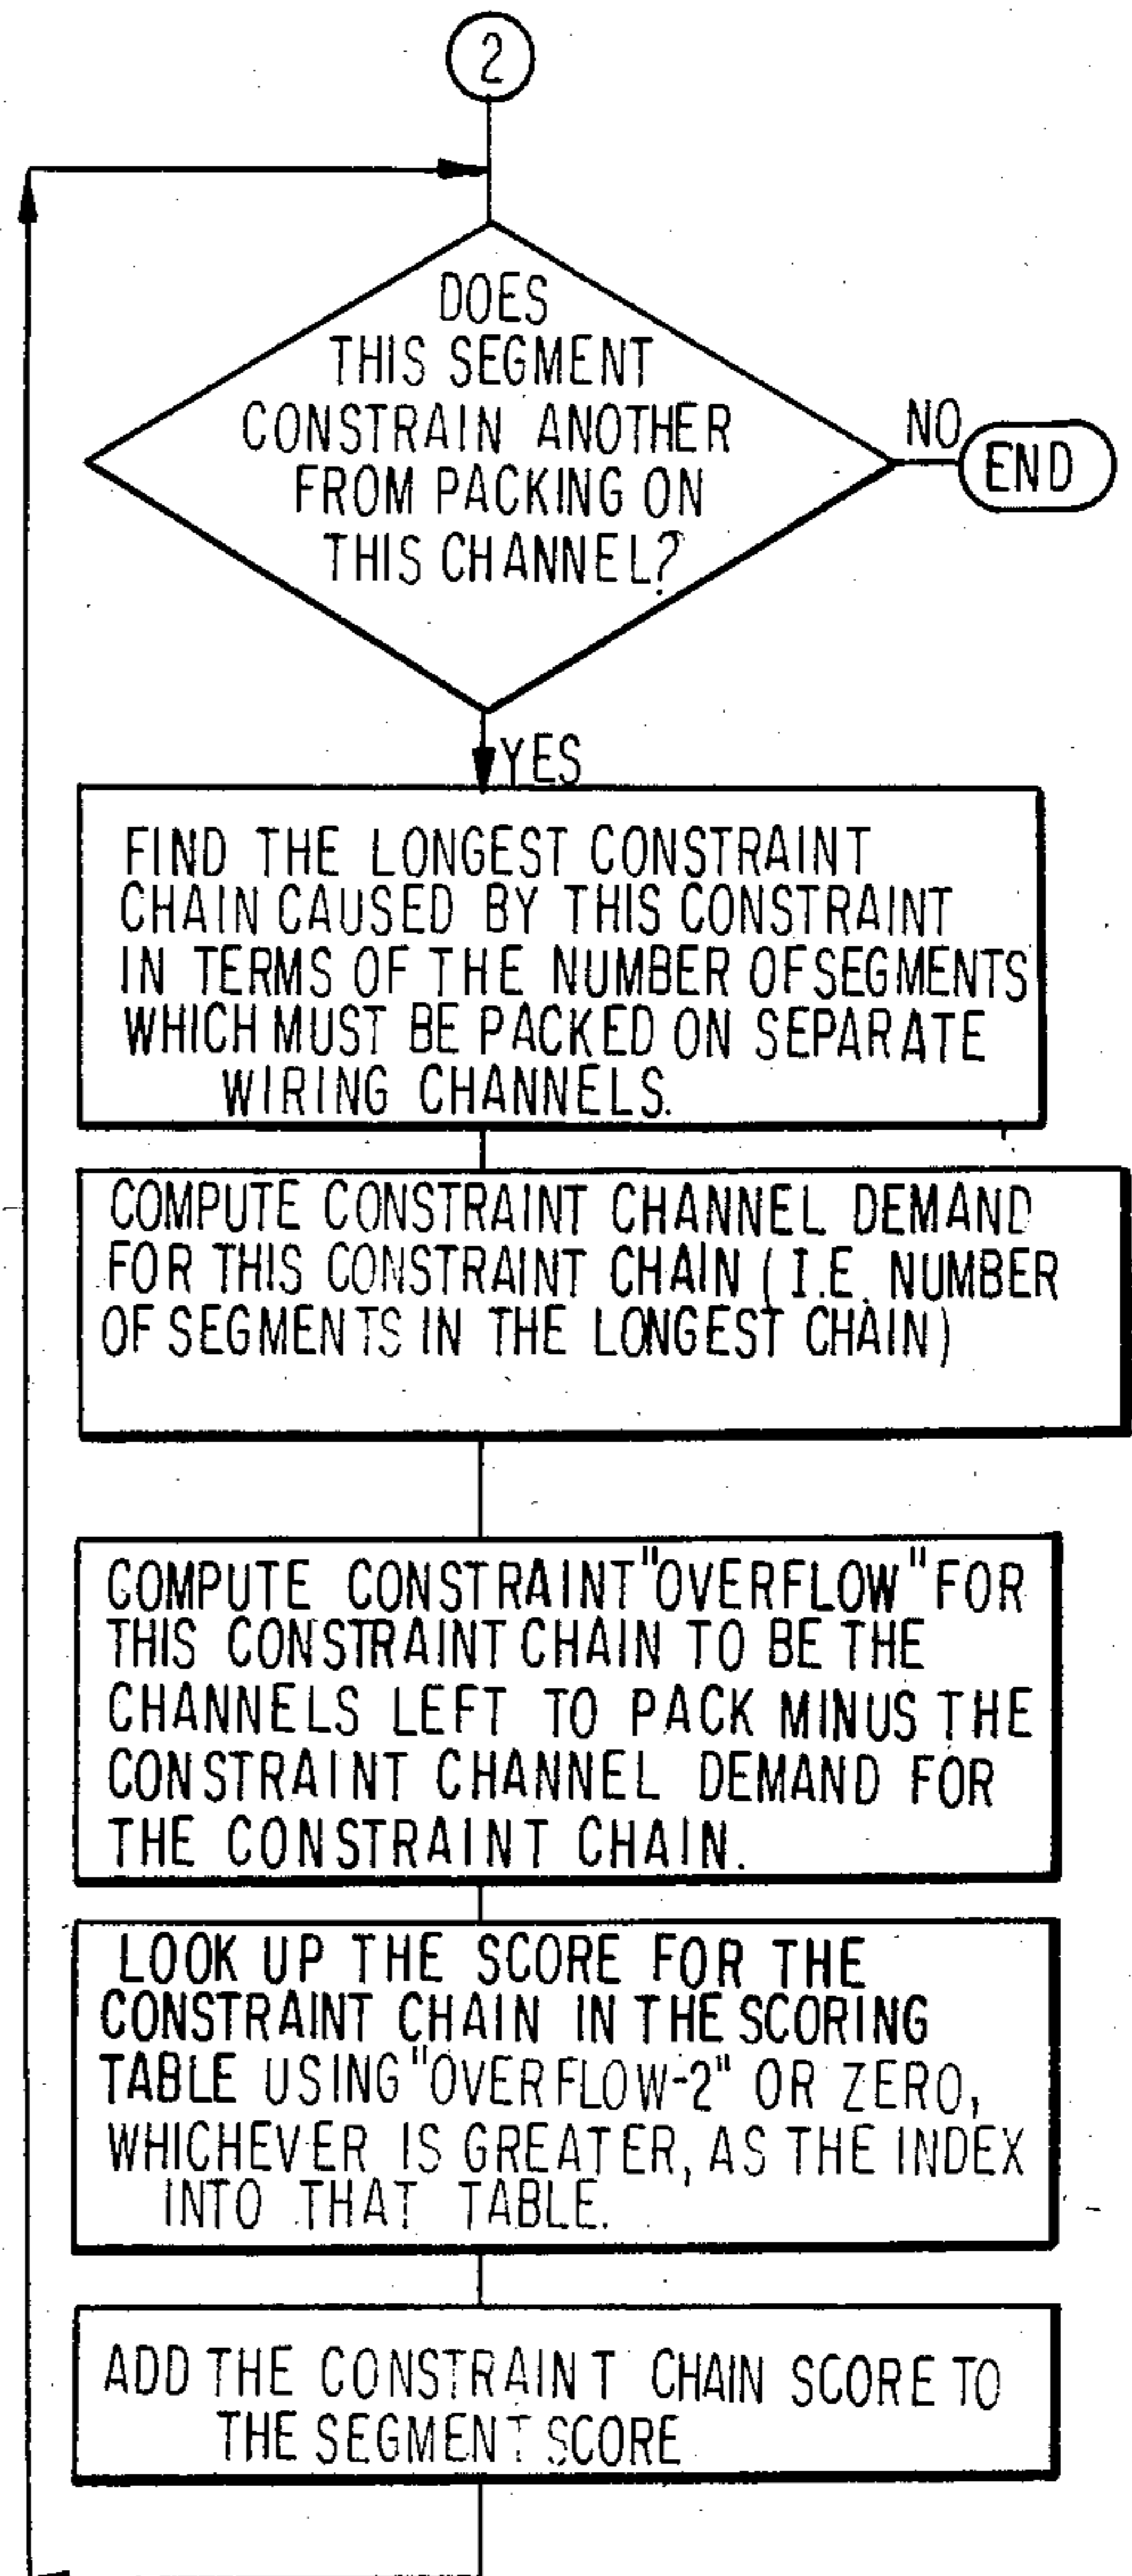 2
DOES
THIS SEGMENT
CONSTRAIN ANOTHER
FROM PACKING ON
THIS CHANNEL?
NO
END
YES
FIND THE LONGEST CONSTRAINT
CHAIN CAUSED BY THIS CONSTRAINT
IN TERMS OF THE NUMBER OF SEGMENTS
WHICH MUST BE PACKED ON SEPARATE
WIRING CHANNELS.
COMPUTE CONSTRAINT CHANNEL DEMAND
FOR THIS CONSTRAINT CHAIN (I.E. NUMBER
OF SEGMENTS IN THE LONGEST CHAIN)
COMPUTE CONSTRAINT "OVERFLOW" FOR
THIS CONSTRAINT CHAIN TO BE THE
CHANNELS LEFT TO PACK MINUS THE
CONSTRAINT CHANNEL DEMAND FOR
THE CONSTRAINT CHAIN.
LOOK UP THE SCORE FOR THE
CONSTRAINT CHAIN IN THE SCORING
TABLE USING "OVERFLOW-2" OR ZERO,
WHICHEVER IS GREATER, AS THE INDEX
INTO THAT TABLE.
ADD THE CONSTRAINT CHAIN SCORE TO
THE SEGMENT SCORE